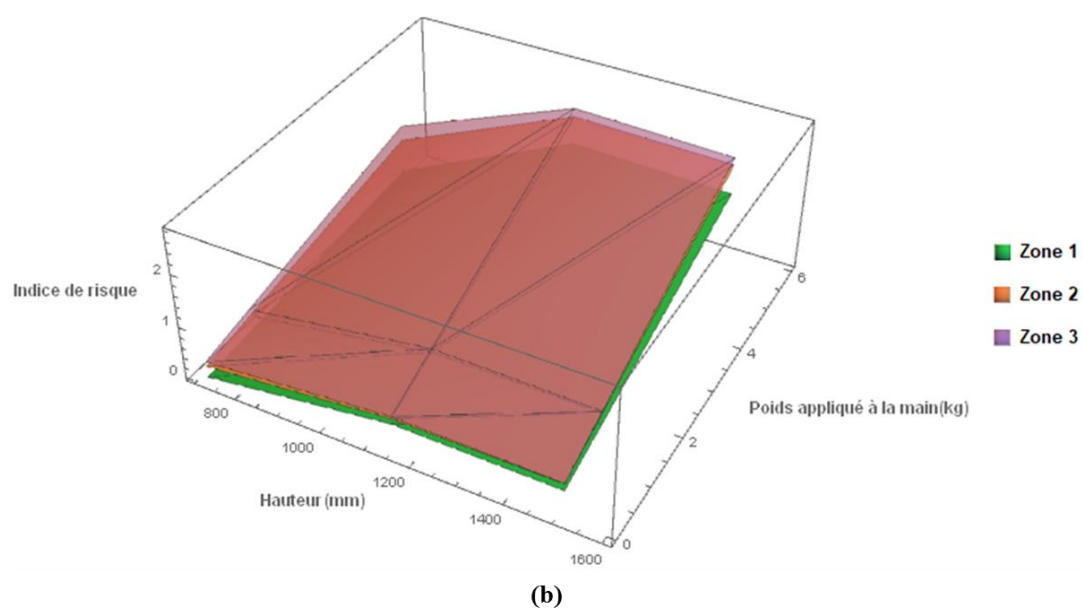 Indice de risque
2
1
0
800
1000
1200
1400
1600
Hauteur (mm)
0
2
4
6
Poids appliqué à la main(kg)
Zone 1
Zone 2
Zone 3
(b)